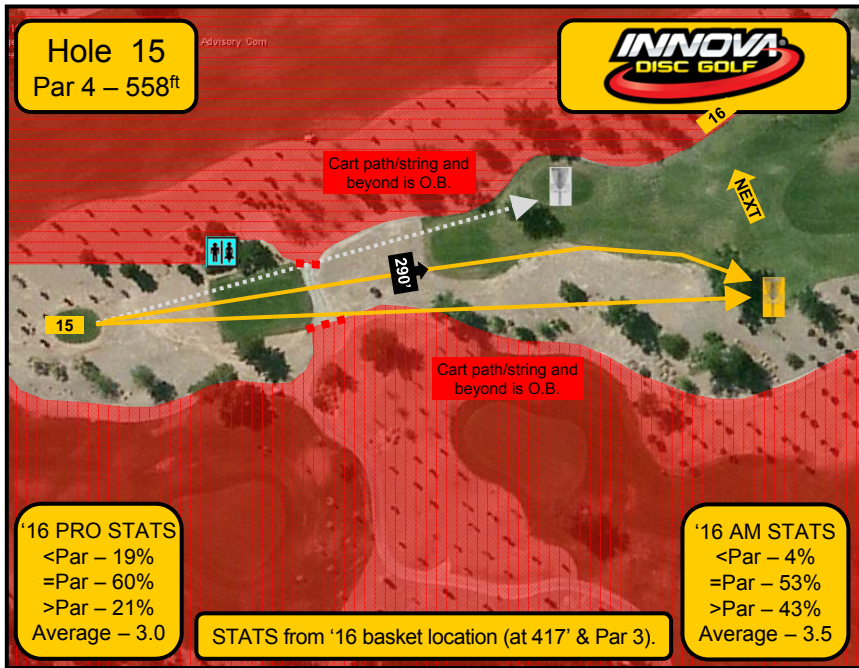 Hole 15
Par 4 – 558ft
Advisory Com
INNOVA®
DISC GOLF
16
Cart path/string and
beyond is O.B.
NEXT
290'
15
Cart path/string and
beyond is O.B.
‘16 PRO STATS
<Par – 19%
=Par – 60%
>Par – 21%
Average – 3.0
STATS from ‘16 basket location (at 417’ & Par 3).
‘16 AM STATS
<Par – 4%
=Par – 53%
>Par – 43%
Average – 3.5